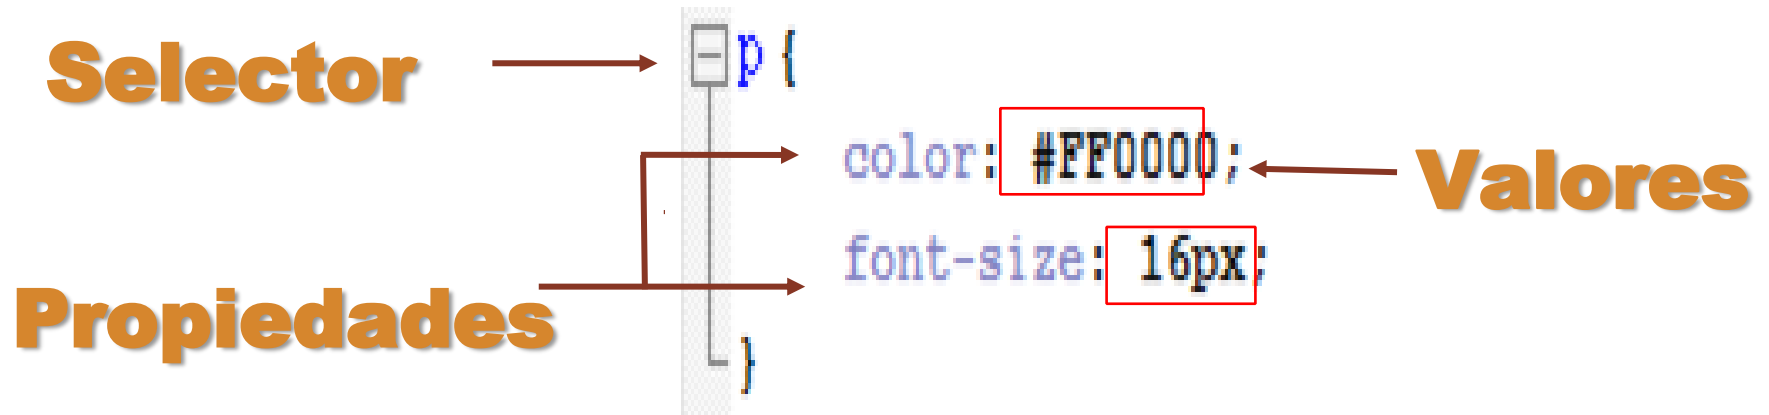 Selector
p {
color: #FF0000;
Valores
font-size: 16px;
Propiedades
}